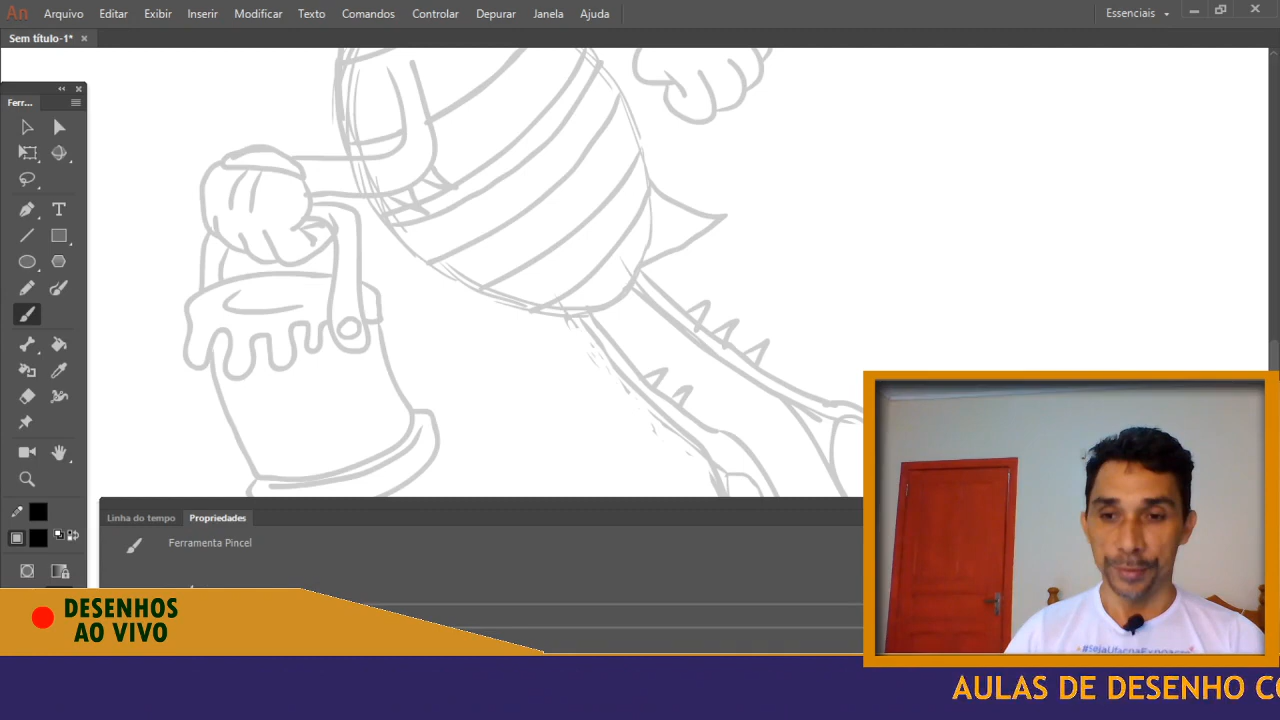 An Arquivo Editar Exibir Inserir Modificar Texto Comandos Controlar Depurar Janela Ajuda Essenciais
Sem título-1*
Ferr...
T
Linha do tempo Propriedades
Ferramenta Pincel
DESENHOS
AO VIVO
AULAS DE DESENHO CO